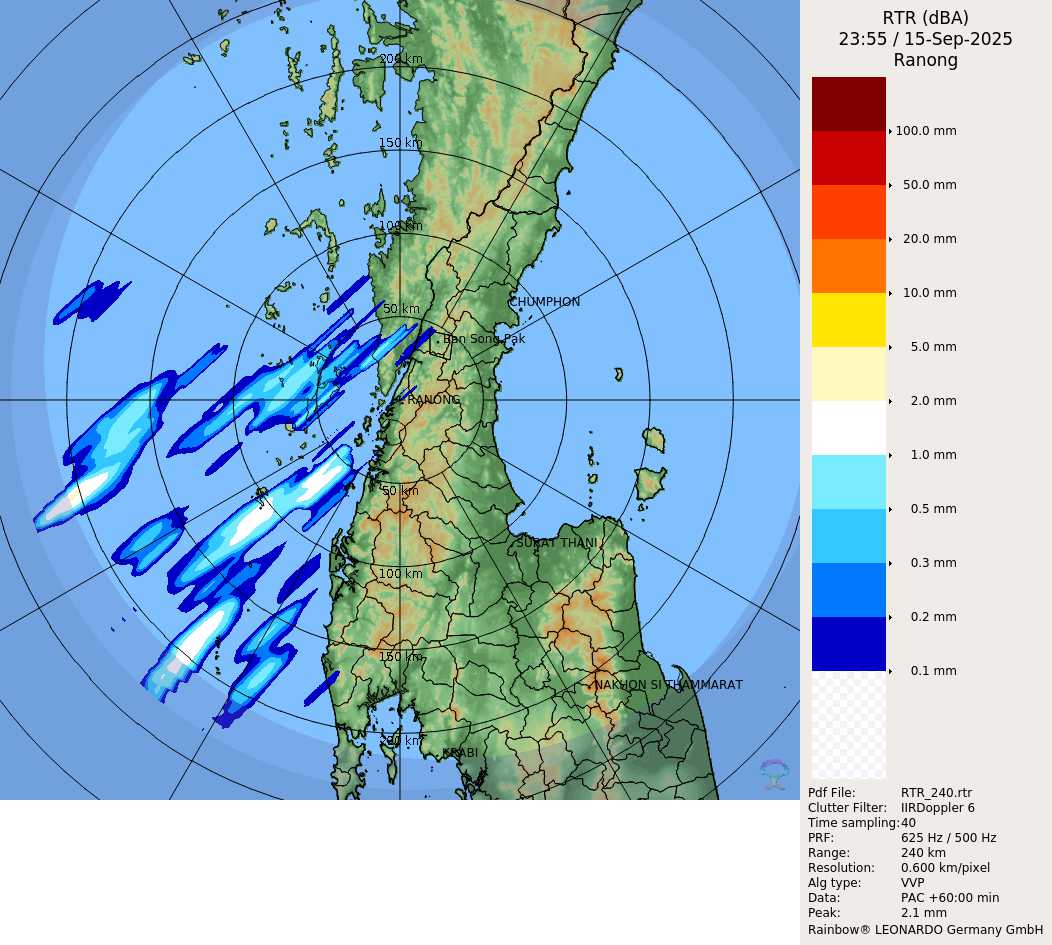 RTR (dBA)
23:55 / 15-Sep-2025
Ranong
200 km
150 km
100 km
50 km
CHUMPHON
Ban Song Pak
RANONG
50 km
SURAT THANI
100 km
150 km
NAKHON SI THAMMARAT
200 km
KRABI
100.0 mm
50.0 mm
20.0 mm
10.0 mm
5.0 mm
2.0 mm
1.0 mm
0.5 mm
0.3 mm
0.2 mm
0.1 mm
Pdf File: RTR_240.rtr
Clutter Filter: IIRDoppler 6
Time sampling:40
PRF: 625 Hz / 500 Hz
Range: 240 km
Resolution: 0.600 km/pixel
Alg type: VVP
Data: PAC +60:00 min
Peak: 2.1 mm
Rainbow® LEONARDO Germany GmbH